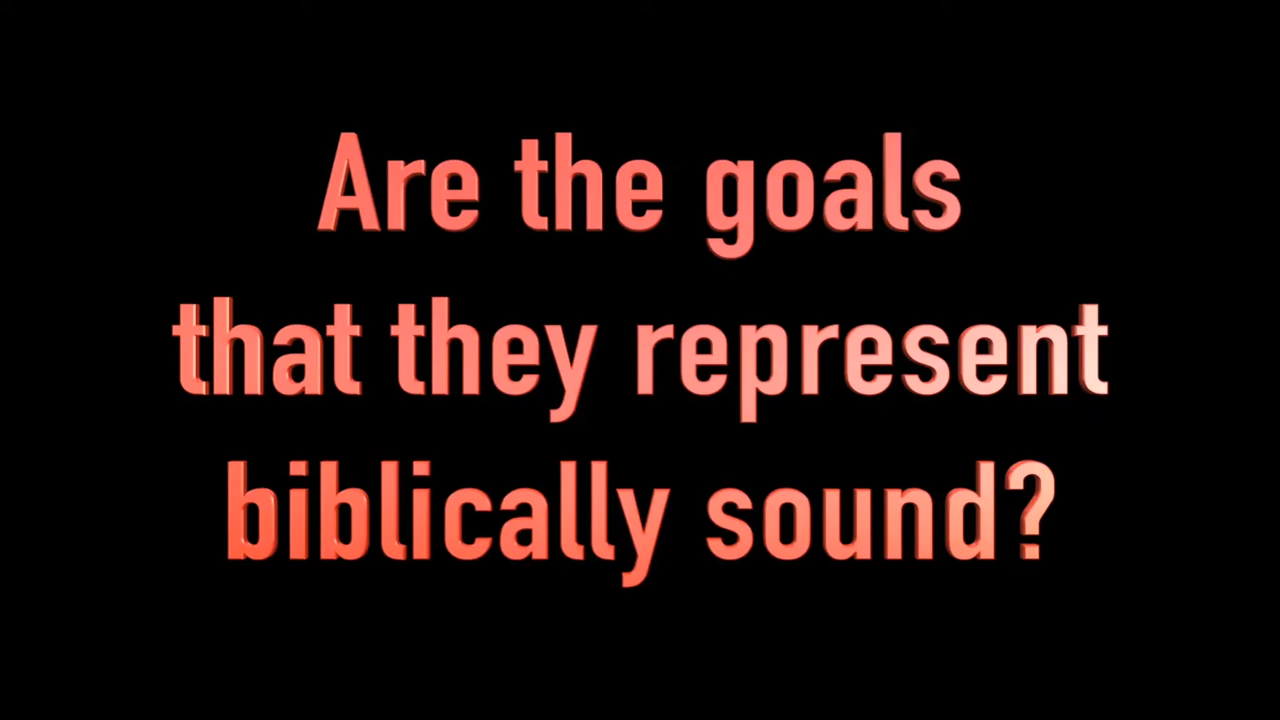 Are the goals
that they represent
biblically sound?